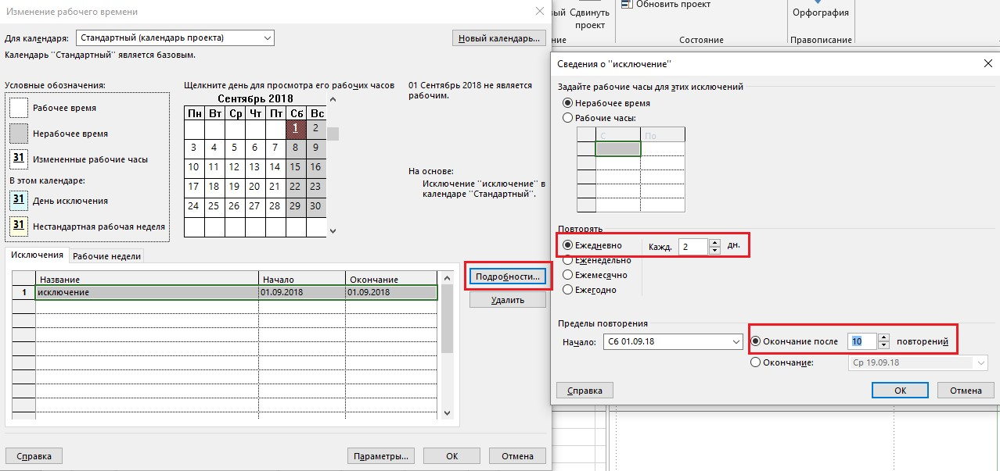 Изменение рабочего времени
Для календаря: Стандартный (календарь проекта)
Новый календарь...
Календарь "Стандартный" является базовым.
Условные обозначения:
Рабочее время
Нерабочее время
31 Измененные рабочие часы
В этом календаре:
31 День исключения
31 Нестандартная рабочая неделя
Щелкните день для просмотра его рабочих часов
Сентябрь 2018
Пн Вт Ср Чт Пт Сб Вс
1 2
3 4 5 6 7 8 9
10 11 12 13 14 15 16
17 18 19 20 21 22 23
24 25 26 27 28 29 30
01 Сентябрь 2018 не является
рабочим.
На основе:
Исключение "исключение" в
календаре "Стандартный".
Исключения Рабочие недели
Название Начало Окончание
1 исключение 01.09.2018 01.09.2018
Подробности...
Удалить
Справка Параметры... ОК Отмена
Сдвинуть
проект
Обновить проект
Состояние
Орфография
Правописание
Сведения о "исключение"
Задайте рабочие часы для этих исключений
Нерабочее время
Рабочие часы:
С По
Повторять
Ежедневно
Еженедельно
Ежемесячно
Ежегодно
Кажд. 2 дн.
Пределы повторения
Начало: Сб 01.09.18
Окончание после 10 повторений
Окончание: Ср 19.09.18
Справка ОК Отмена